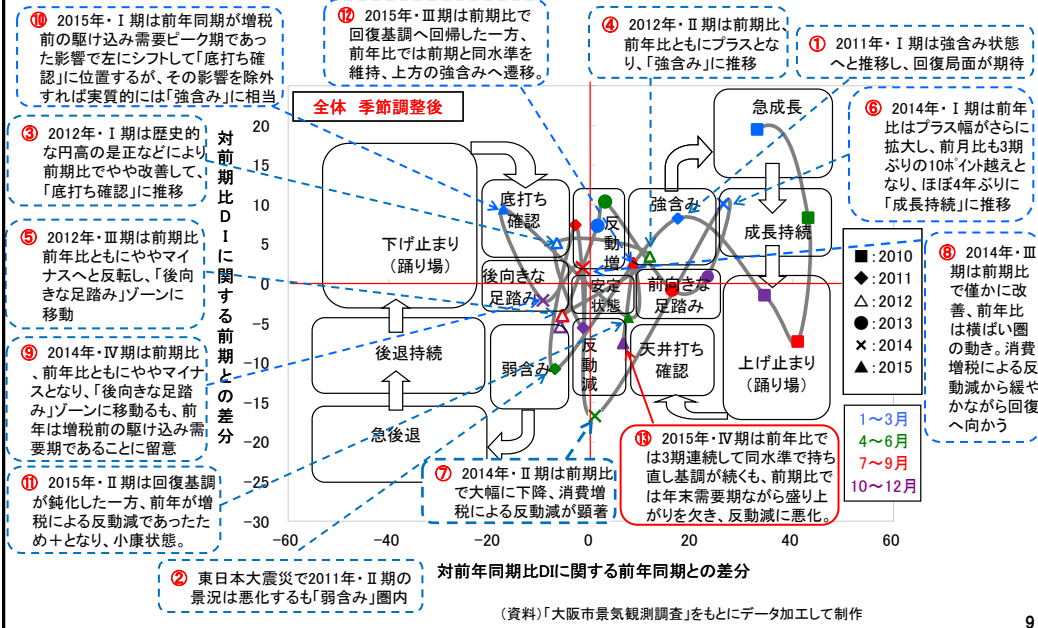 ⑩ 2015年・Ⅰ期は前年同期が増税
前の駆け込み需要ピーク期であっ
た影響で左にシフトして「底打ち確
認」に位置するが、その影響を除外
すれば実質的には「強含み」に相当
⑫ 2015年・Ⅲ期は前期比で
回復基調へ回帰した一方、
前年比では前期と同水準を
維持、上方の強含みへ遷移。
④ 2012年・Ⅱ期は前期比、
前年比ともにプラスとな
り、「強含み」に推移
① 2011年・Ⅰ期は強含み状態
へと推移し、回復局面が期待
③ 2012年・Ⅰ期は歴史的
な円高の是正などにより
前期比でやや改善して、
「底打ち確認」に推移
⑤ 2012年・Ⅲ期は前期比、
前年比ともにややマイナ
スへと反転し、「後向
きな足踏み」ゾーンに
移動
⑨ 2014年・Ⅳ期は前期比
、前年比ともにややマイナ
スとなり、「後向きな足踏
み」ゾーンに移動るも、前
年は増税前の駆け込み需
要期であることに留意
⑪ 2015年・Ⅱ期は回復基調
が鈍化した一方、前年が増
税による反動減であったた
め+となり、小康状態。
⑥ 2014年・Ⅰ期は前年
比はプラス幅がさらに
拡大し、前月比も3期
ぶりの10ポイント越えと
なり、ほぼ4年ぶりに
「成長持続」に推移
⑧ 2014年・Ⅲ
期は前期比
で僅かに改
善、前年比
は横ばい圏
の動き。消費
増税による反
動減から緩や
かながら回復
へ向かう
対前期比DIに関する前期との差分
全体 季節調整後
20
15
10
5
0
−5
−10
−15
−20
−25
−30
急成長
底打ち
確認
反動増
強含み
成長持続
下げ止まり
(踊り場)
後向きな
足踏み
安定
状態
前向きな
足踏み
後退持続
弱含み
反動減
天井打ち
確認
上げ止まり
(踊り場)
急後退
■:2010
◆:2011
△:2012
●:2013
×:2014
▲:2015
1～3月
4～6月
7～9月
10～12月
⑦ 2014年・Ⅱ期は前期比
で大幅に下降、消費増
税による反動減が顕著
⑬ 2015年・Ⅳ期は前年比で
は3期連続して同水準で持ち
直し基調が続くも、前期比で
は年末需要期ながら盛り上
がりを欠き、反動減に悪化。
−60 −40 −20 0 20 40 60
対前年同期比DIに関する前年同期との差分
② 東日本大震災で2011年・Ⅱ期の
景況は悪化するも「弱含み」圏内
(資料)「大阪市景気観測調査」をもとにデータ加工して制作
9